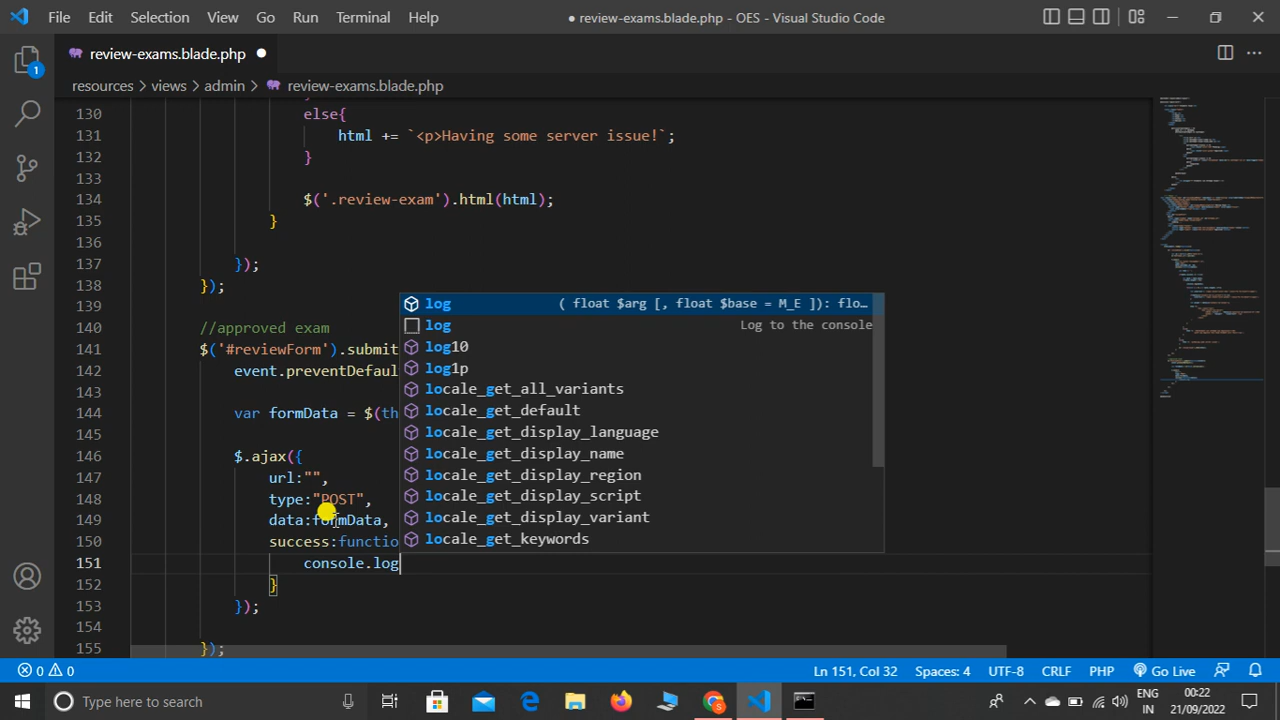 File Edit Selection View Go Run Terminal Help
● review-exams.blade.php - OES - Visual Studio Code
review-exams.blade.php ●
resources > views > admin > review-exams.blade.php
1
130 else{
131 html += `<p>Having some server issue!`;
132 }
133
134 $('.review-exam').html(html);
135 }
136
137 });
138 });
139
140 //approved exam
141 $('#reviewForm').submit
142 event.preventDefaul
143
144 var formData = $(th
145
146 $.ajax({
147 url:"",
148 type:"POST",
149 data:formData,
150 success:functio
151 console.log
152 }
153 });
154
155 });
log ( float $arg [, float $base = M_E ]): flo…
log Log to the console
log10
log1p
locale_get_all_variants
locale_get_default
locale_get_display_language
locale_get_display_name
locale_get_display_region
locale_get_display_script
locale_get_display_variant
locale_get_keywords
0 0 Ln 151, Col 32 Spaces: 4 UTF-8 CRLF PHP Go Live
Type here to search
ENG
IN
00:22
21/09/2022